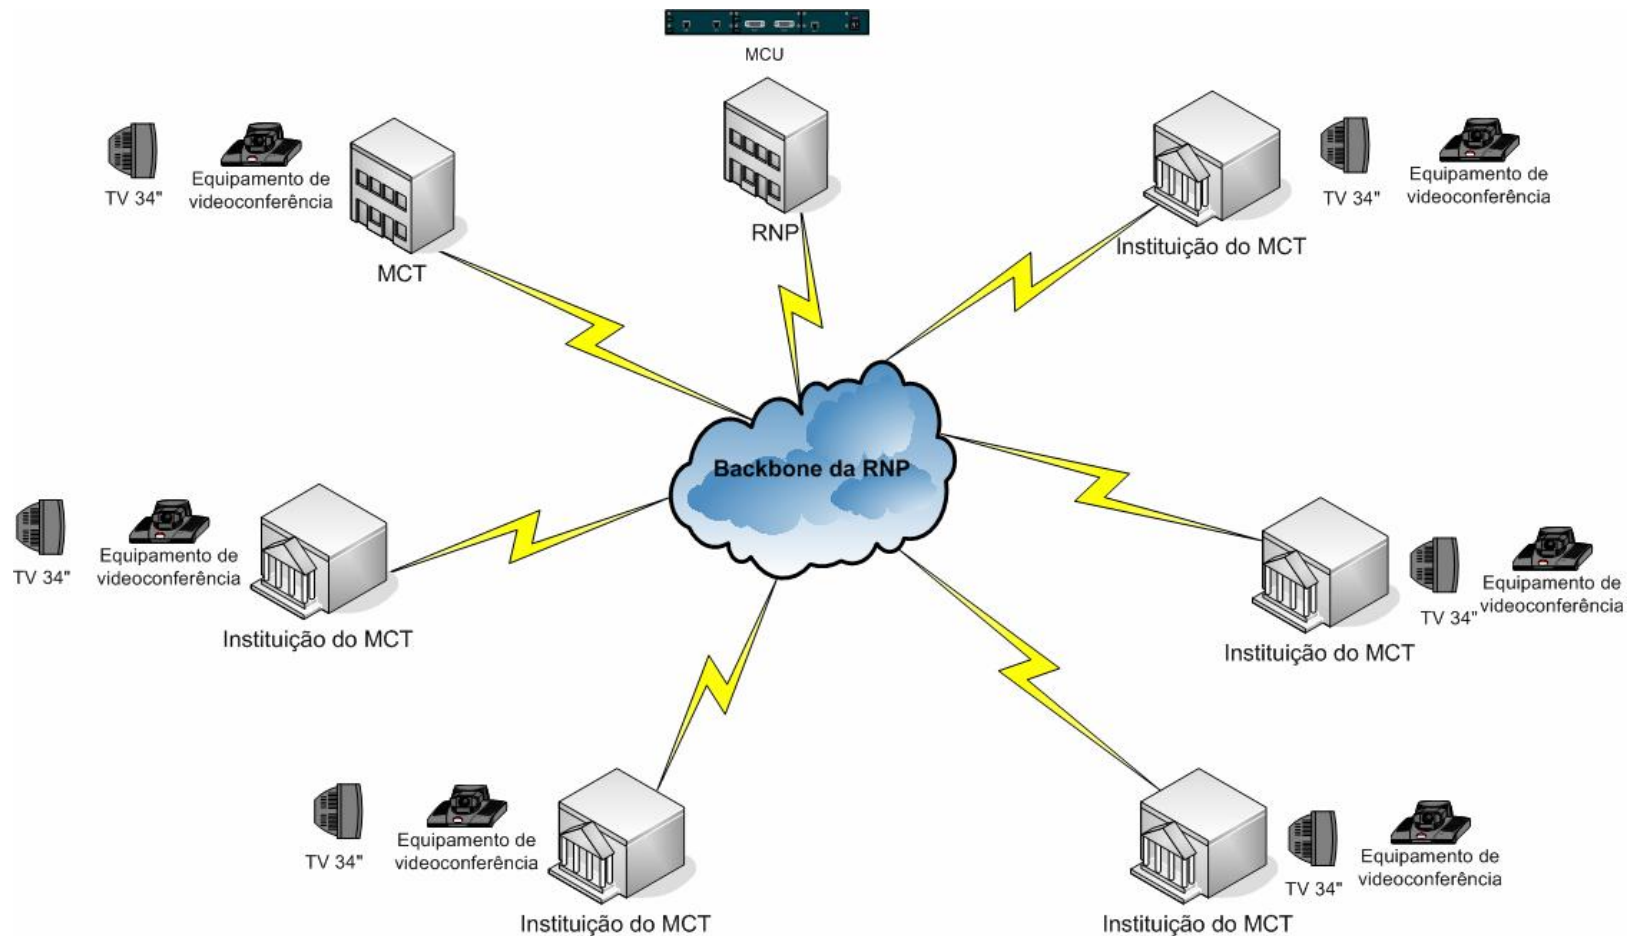 MCU
TV 34"
Equipamento de
videoconferência
MCT
RNP
Instituição do MCT
TV 34"
Equipamento de
videoconferência
Backbone da RNP
TV 34"
Equipamento de
videoconferência
Instituição do MCT
Instituição do MCT
TV 34"
Equipamento de
videoconferência
TV 34"
Equipamento de
videoconferência
Instituição do MCT
Instituição do MCT
TV 34"
Equipamento de
videoconferência